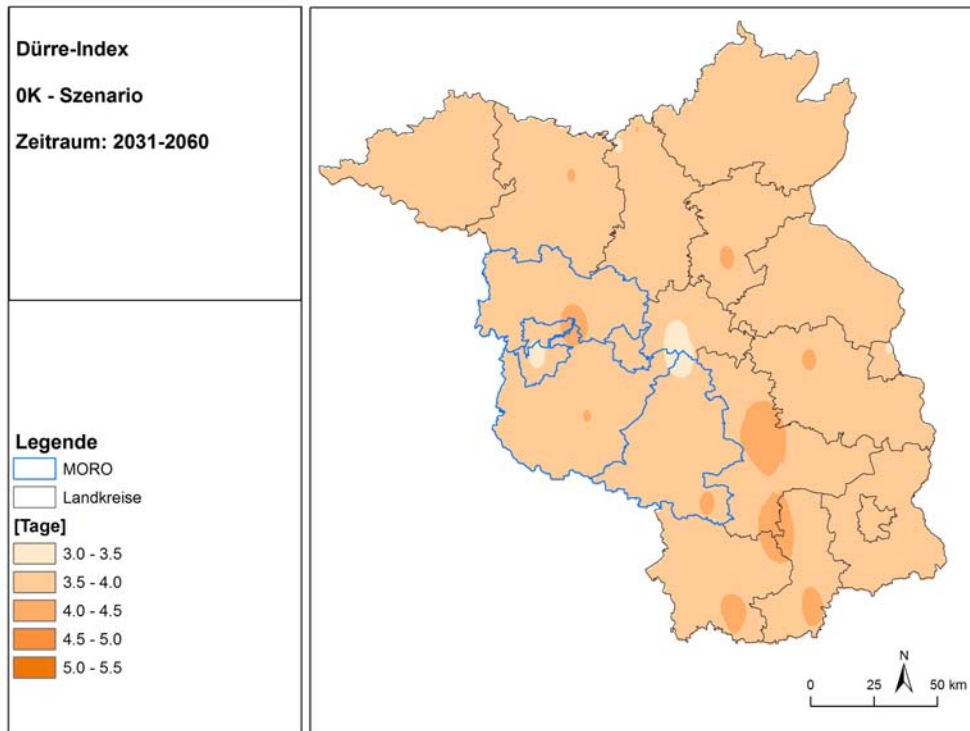 Dürre-Index
0K - Szenario
Zeitraum: 2031-2060
Legende
MORO
Landkreise
[Tage]
3.0 - 3.5
3.5 - 4.0
4.0 - 4.5
4.5 - 5.0
5.0 - 5.5
N
0 25 50 km